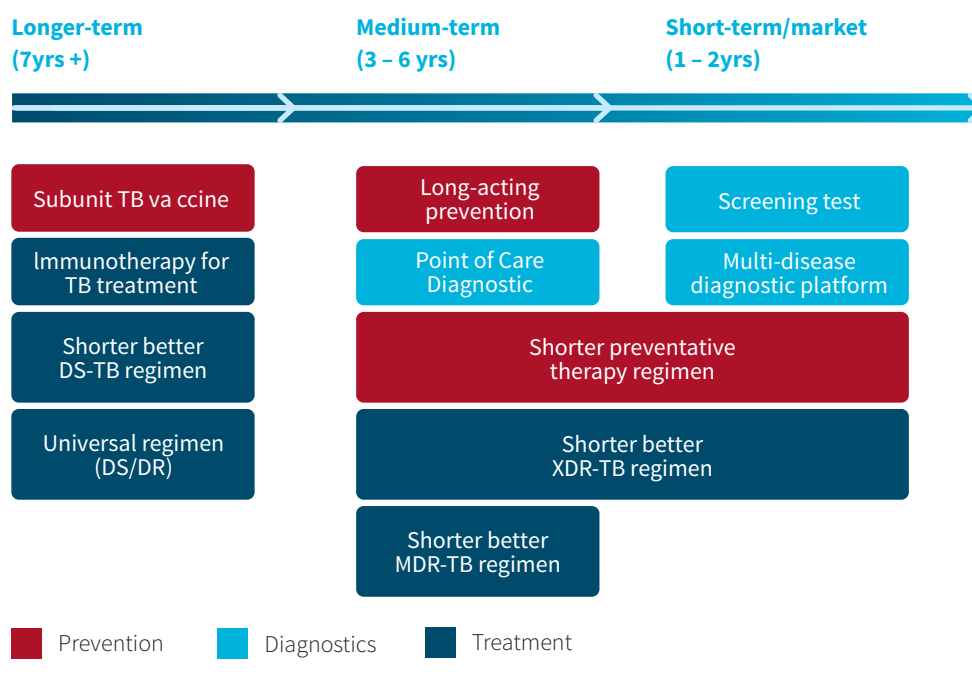 Longer-term
(7yrs +)
Medium-term
(3 – 6 yrs)
Short-term/market
(1 – 2yrs)
Subunit TB va ccine
Immunotherapy for
TB treatment
Shorter better
DS-TB regimen
Universal regimen
(DS/DR)
Long-acting
prevention
Point of Care
Diagnostic
Screening test
Multi-disease
diagnostic platform
Shorter preventative
therapy regimen
Shorter better
XDR-TB regimen
Shorter better
MDR-TB regimen
Prevention
Diagnostics
Treatment